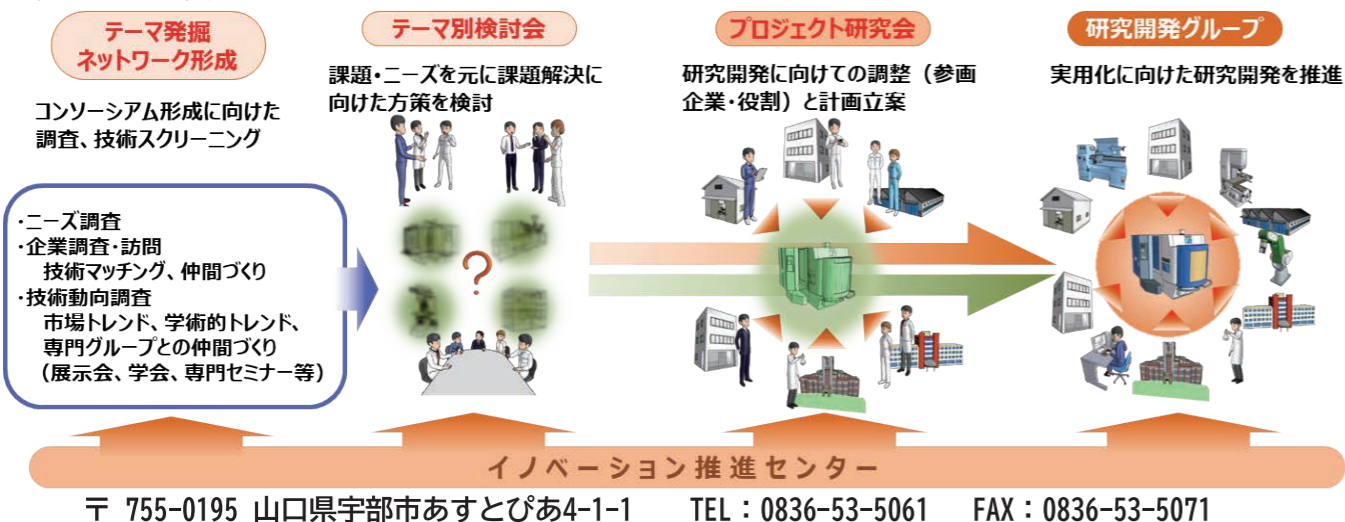 テーマ発掘
ネットワーク形成
コンソーシアム形成に向けた
調査、技術スクリーニング
・ニーズ調査
・企業調査・訪問
技術マッチング、仲間づくり
・技術動向調査
市場トレンド、学術的トレンド、
専門グループとの仲間づくり
（展示会、学会、専門セミナー等）
テーマ別検討会
課題・ニーズを元に課題解決に
向けた方策を検討
?
プロジェクト研究会
研究開発に向けての調整（参画
企業・役割）と計画立案
研究開発グループ
実用化に向けた研究開発を推進
イノベーション推進センター
〒 755-0195 山口県宇部市あすとぴあ4-1-1 TEL：0836-53-5061 FAX：0836-53-5071